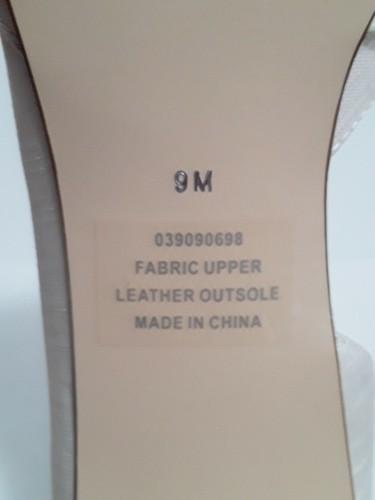 9M
039090698
FABRIC UPPER
LEATHER OUTSOLE
MADE IN CHINA